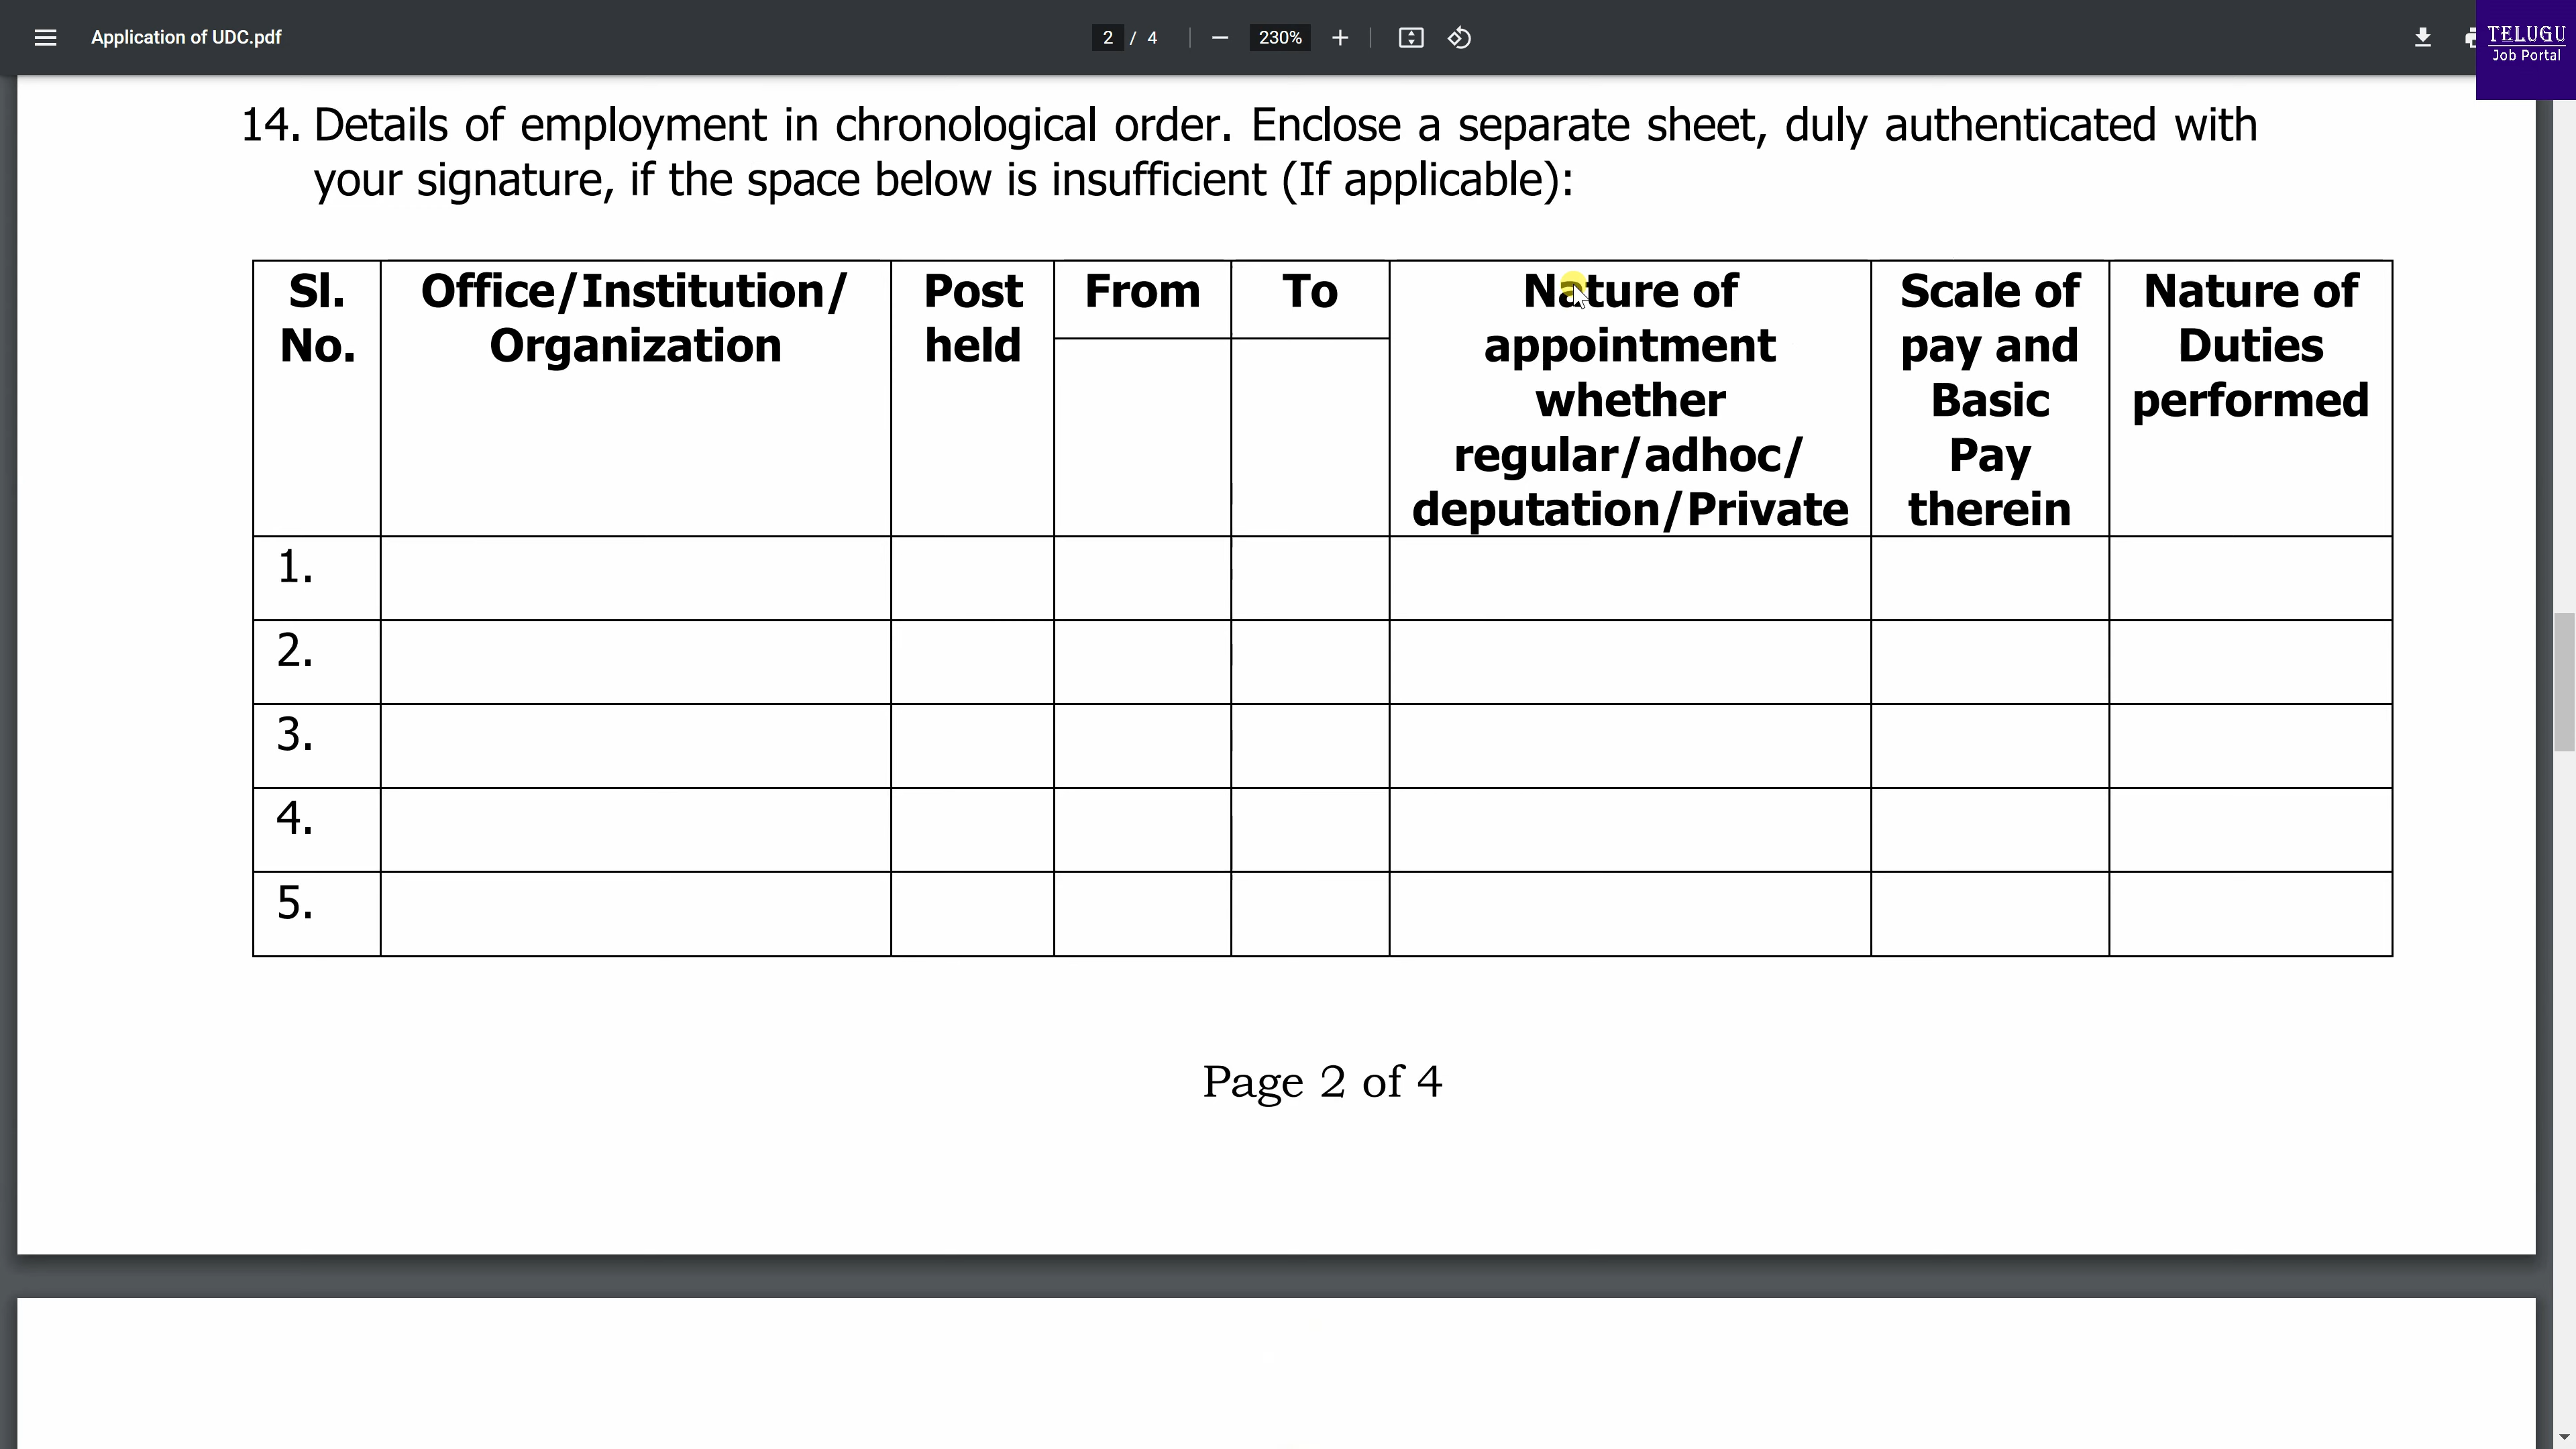 Application of UDC.pdf
2 / 4
230%
TELUGU
Job Portal
14. Details of employment in chronological order. Enclose a separate sheet, duly authenticated with
your signature, if the space below is insufficient (If applicable):
Sl.
No.
Office/Institution/
Organization
Post
held
From
To
Nature of
appointment
whether
regular/adhoc/
deputation/Private
Scale of
pay and
Basic
Pay
therein
Nature of
Duties
performed
1.
2.
3.
4.
5.
Page 2 of 4